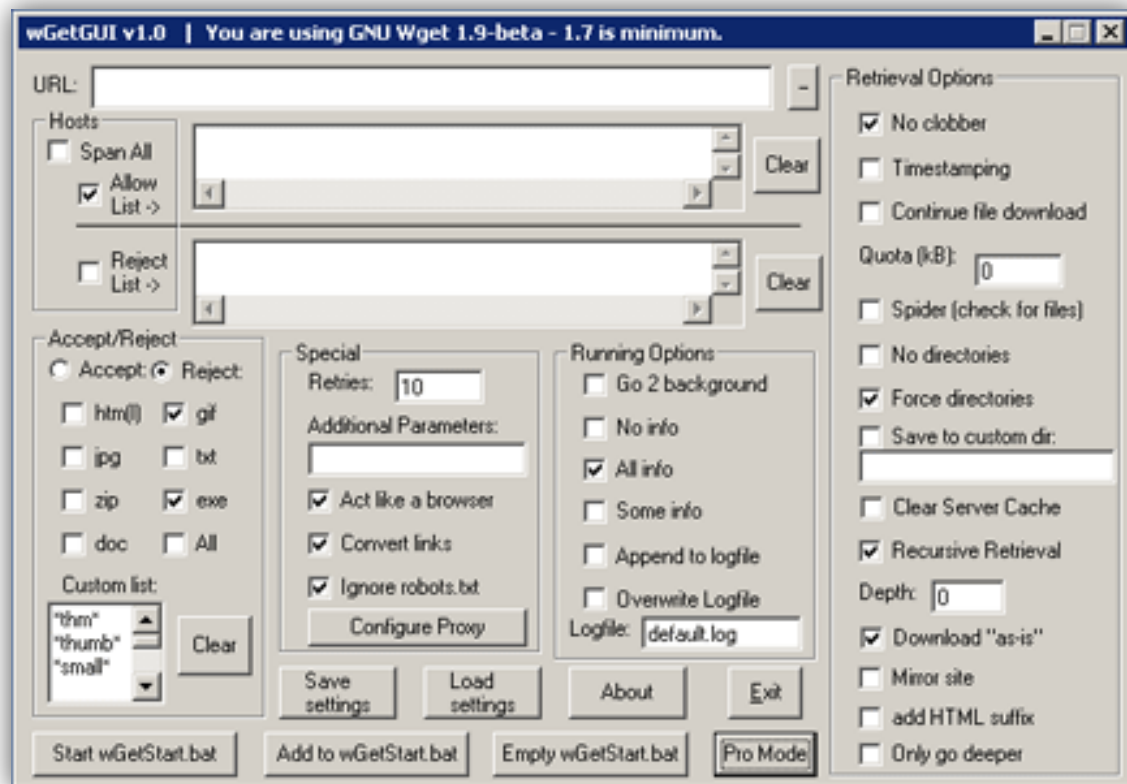 wGetGUI v1.0 | You are using GNU Wget 1.9-beta - 1.7 is minimum.
URL:
-
Hosts
Span All
Allow
List ->
Clear
Reject
List ->
Clear
Accept/Reject
Accept: Reject:
htm(l) gif
jpg txt
zip exe
doc All
Custom list:
*thm*
*thumb*
*small*
Clear
Special
Retries: 10
Additional Parameters:
Act like a browser
Convert links
Ignore robots.txt
Configure Proxy
Running Options
Go 2 background
No info
All info
Some info
Append to logfile
Overwrite Logfile
Logfile: default.log
Retrieval Options
No clobber
Timestamping
Continue file download
Quota (kB): 0
Spider (check for files)
No directories
Force directories
Save to custom dir:
Clear Server Cache
Recursive Retrieval
Depth: 0
Download "as-is"
Mirror site
add HTML suffix
Only go deeper
Save
settings
Load
settings
About
Exit
Start wGetStart.bat
Add to wGetStart.bat
Empty wGetStart.bat
Pro Mode